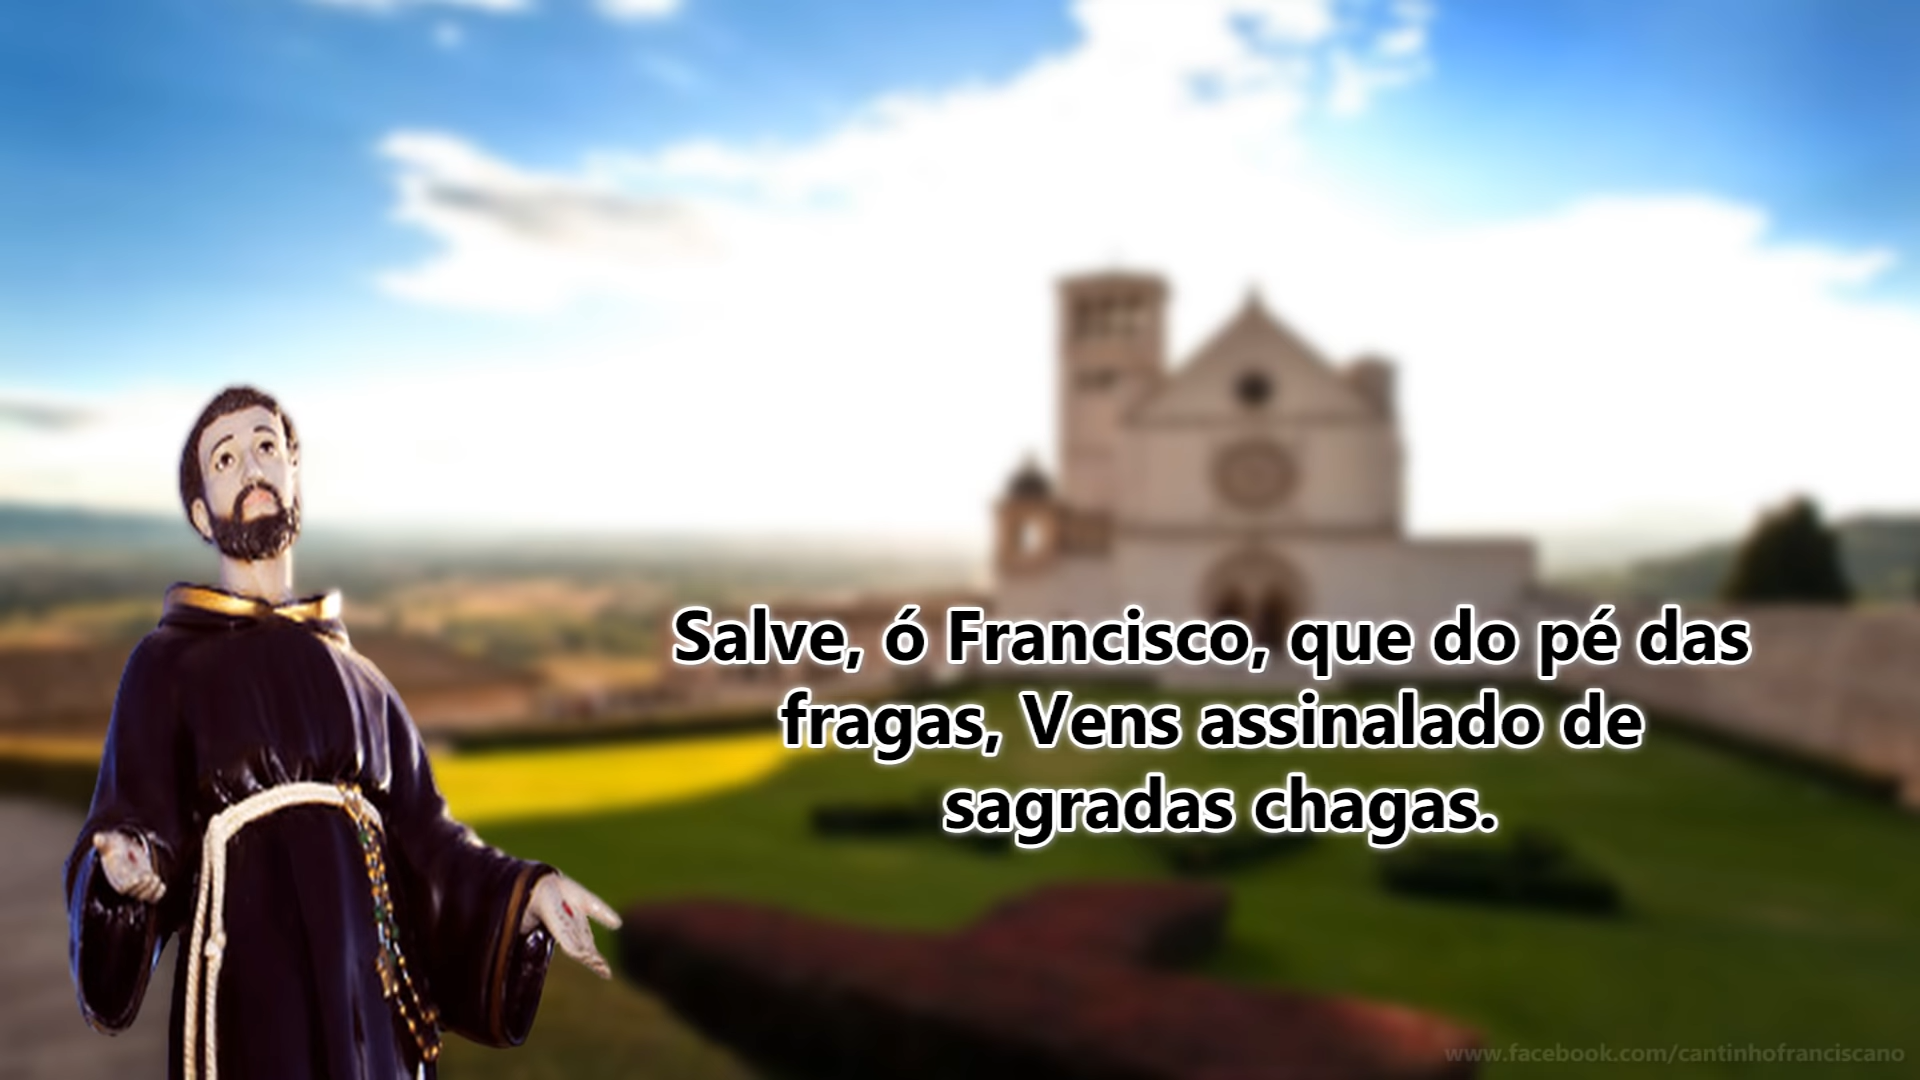 Salve, ó Francisco, que do pé das
fragas, Vens assinalado de
sagradas chagas.
www.facebook.com/cantinhofranciscano